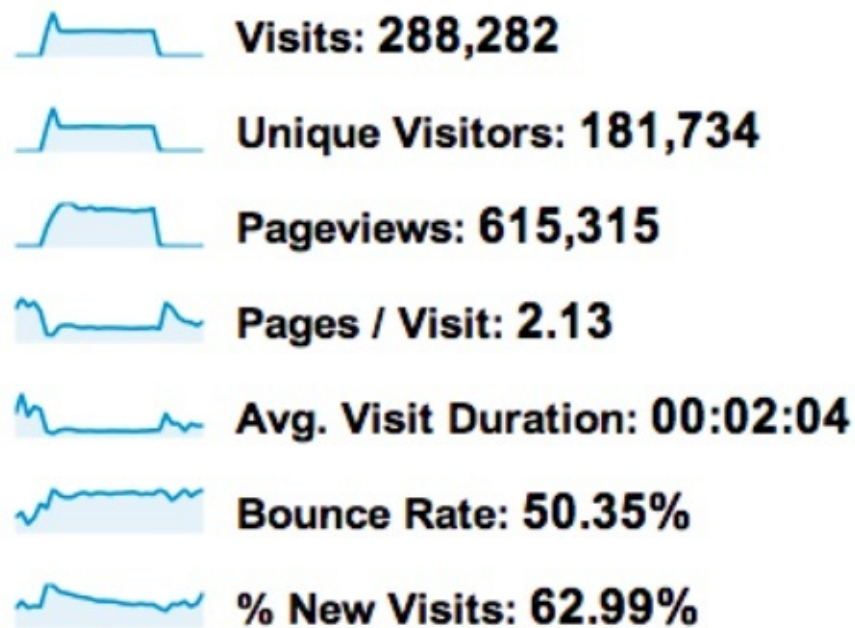 Visits: 288,282
Unique Visitors: 181,734
Pageviews: 615,315
Pages / Visit: 2.13
Avg. Visit Duration: 00:02:04
Bounce Rate: 50.35%
% New Visits: 62.99%